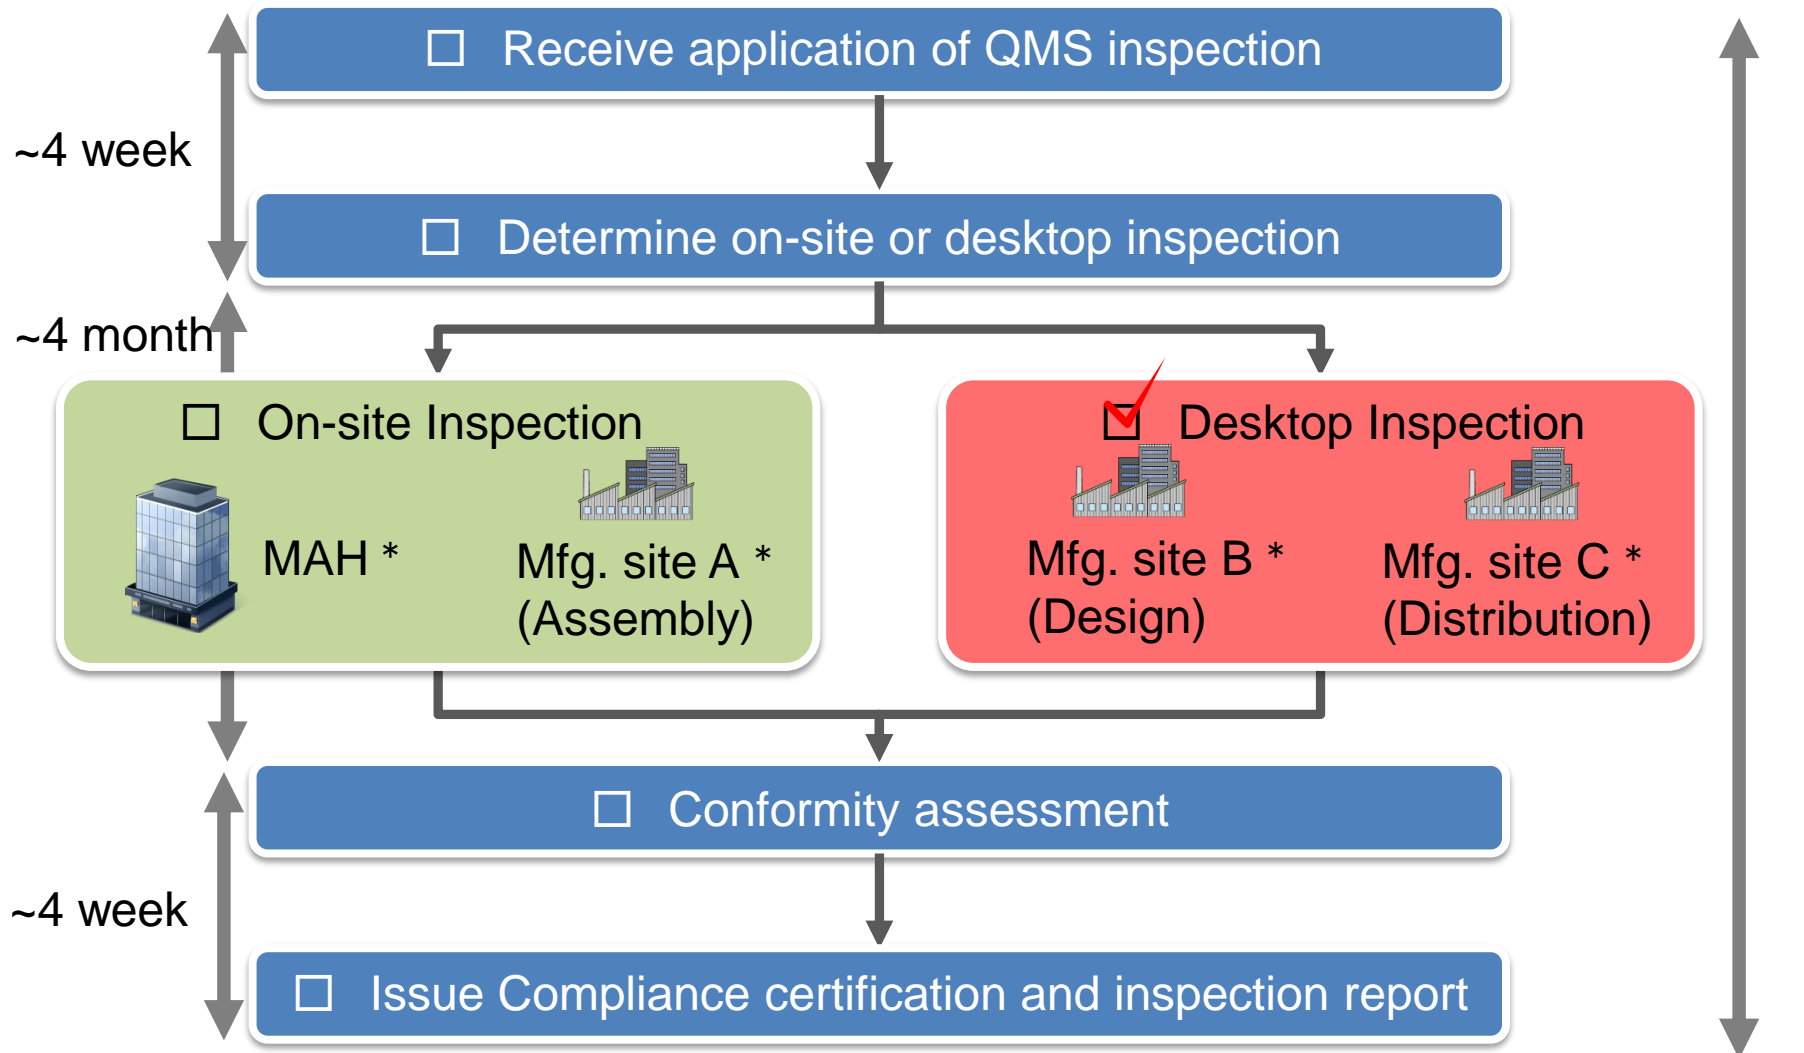 ☐ Receive application of QMS inspection
~4 week
☐ Determine on-site or desktop inspection
~4 month
☐ On-site Inspection
MAH *
Mfg. site A *
(Assembly)
☐ Desktop Inspection
Mfg. site B *
(Design)
Mfg. site C *
(Distribution)
☐ Conformity assessment
~4 week
☐ Issue Compliance certification and inspection report